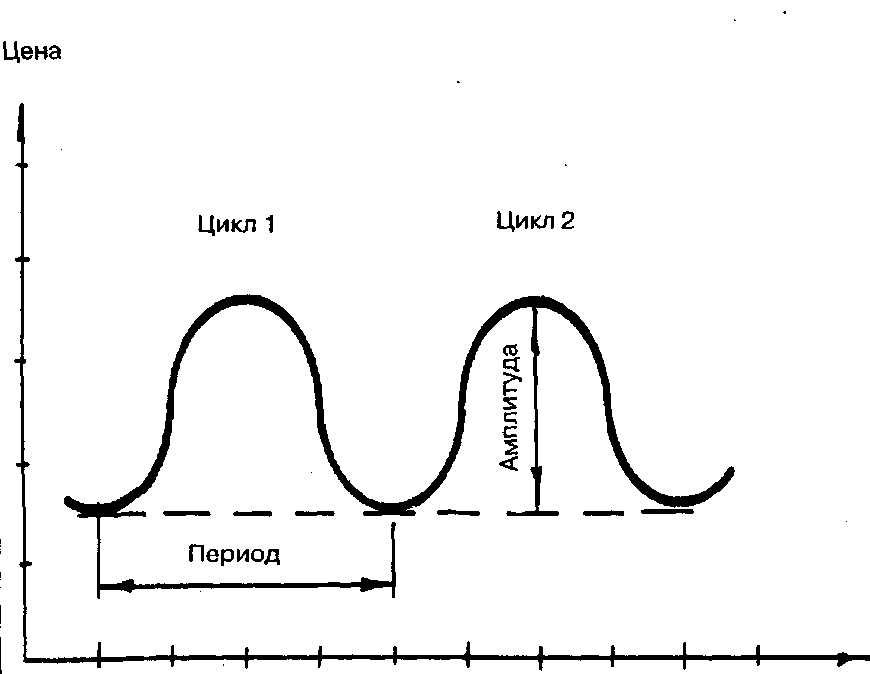 Цена
Цикл 1
Цикл 2
Амплитуда
Период